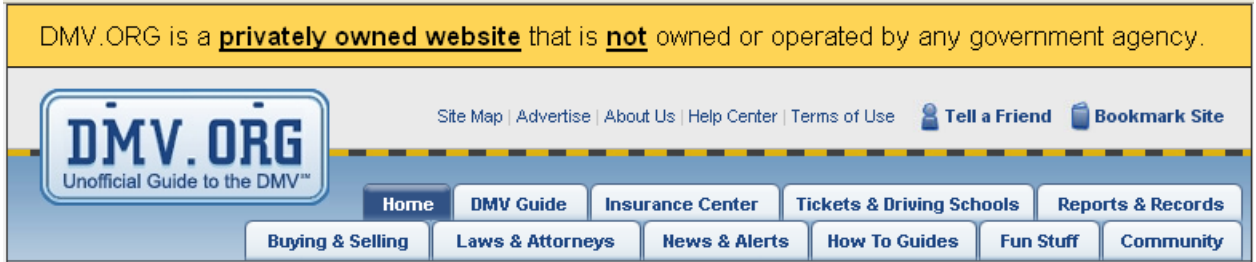 DMV.ORG is a privately owned website that is not owned or operated by any government agency.
Site Map | Advertise | About Us | Help Center | Terms of Use Tell a Friend Bookmark Site
DMV.ORG
Unofficial Guide to the DMV℠
Home DMV Guide Insurance Center Tickets & Driving Schools Reports & Records
Buying & Selling Laws & Attorneys News & Alerts How To Guides Fun Stuff Community